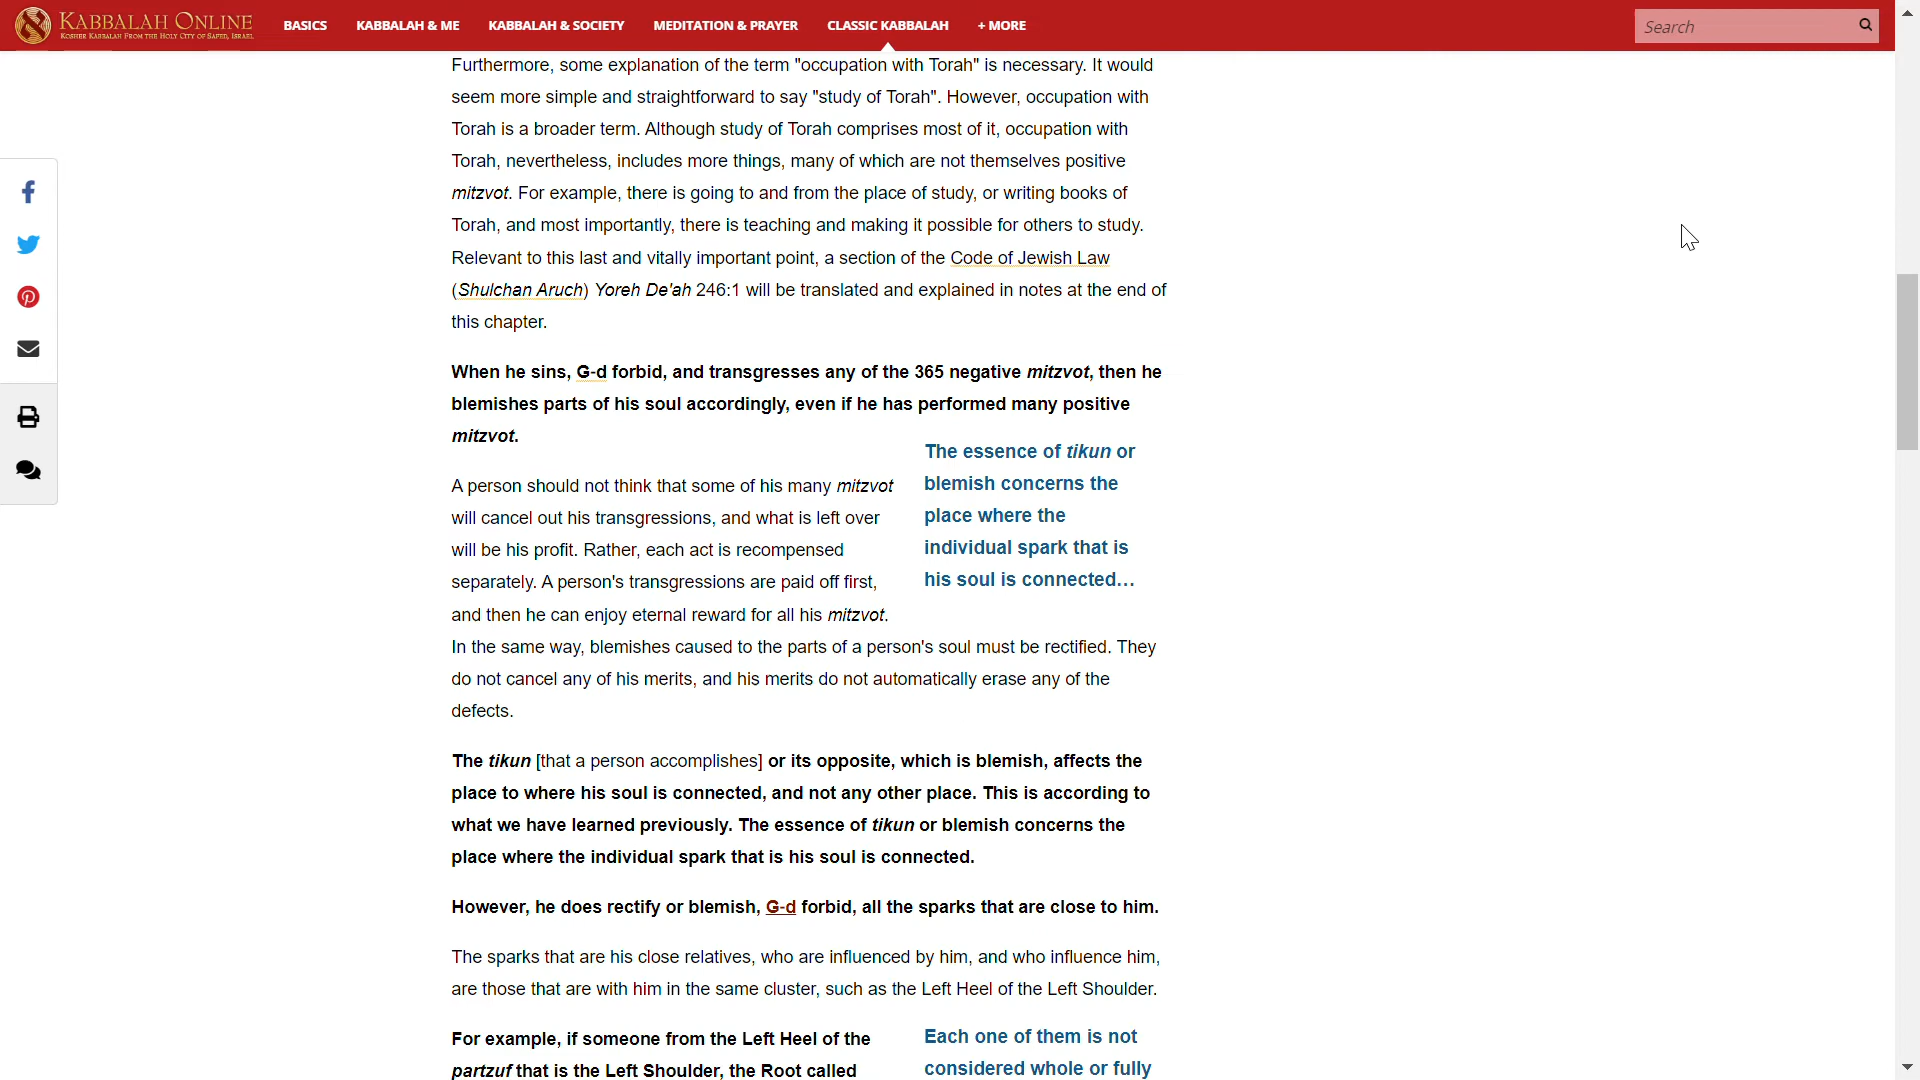 KABBALAH ONLINE
KOSHER KABBALAH FROM THE HOLY CITY OF SAFED, ISRAEL
BASICS
KABBALAH & ME
KABBALAH & SOCIETY
MEDITATION & PRAYER
CLASSIC KABBALAH
+ MORE
Search
Furthermore, some explanation of the term "occupation with Torah" is necessary. It would
seem more simple and straightforward to say "study of Torah". However, occupation with
Torah is a broader term. Although study of Torah comprises most of it, occupation with
Torah, nevertheless, includes more things, many of which are not themselves positive
mitzvot. For example, there is going to and from the place of study, or writing books of
Torah, and most importantly, there is teaching and making it possible for others to study.
Relevant to this last and vitally important point, a section of the Code of Jewish Law
(Shulchan Aruch) Yoreh De'ah 246:1 will be translated and explained in notes at the end of
this chapter.
When he sins, G-d forbid, and transgresses any of the 365 negative mitzvot, then he
blemishes parts of his soul accordingly, even if he has performed many positive
mitzvot.
The essence of tikun or
blemish concerns the
place where the
individual spark that is
his soul is connected…
A person should not think that some of his many mitzvot
will cancel out his transgressions, and what is left over
will be his profit. Rather, each act is recompensed
separately. A person's transgressions are paid off first,
and then he can enjoy eternal reward for all his mitzvot.
In the same way, blemishes caused to the parts of a person's soul must be rectified. They
do not cancel any of his merits, and his merits do not automatically erase any of the
defects.
The tikun [that a person accomplishes] or its opposite, which is blemish, affects the
place to where his soul is connected, and not any other place. This is according to
what we have learned previously. The essence of tikun or blemish concerns the
place where the individual spark that is his soul is connected.
However, he does rectify or blemish, G-d forbid, all the sparks that are close to him.
The sparks that are his close relatives, who are influenced by him, and who influence him,
are those that are with him in the same cluster, such as the Left Heel of the Left Shoulder.
For example, if someone from the Left Heel of the
partzuf that is the Left Shoulder, the Root called
Each one of them is not
considered whole or fully